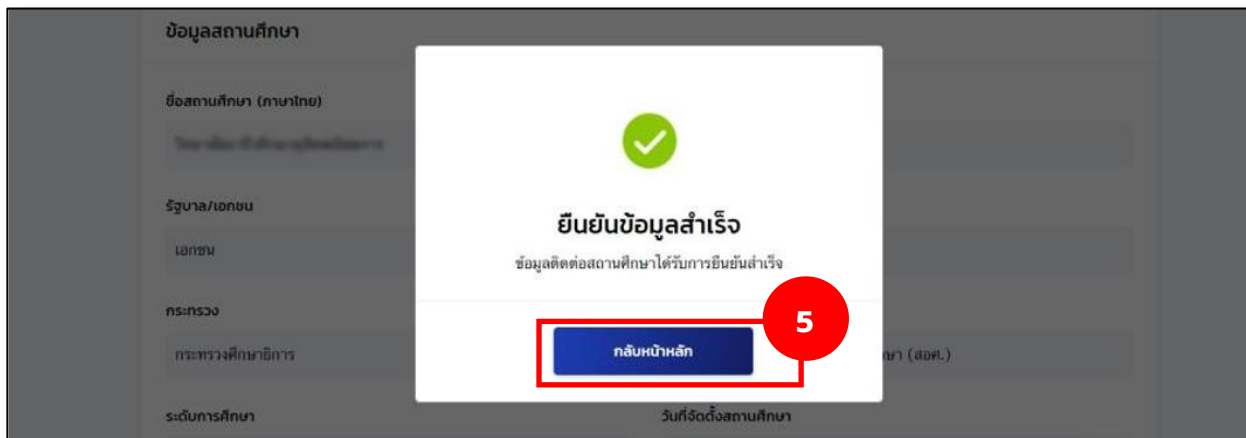 ข้อมูลสถานศึกษา
ชื่อสถานศึกษา (ภาษาไทย)
รัฐบาล/เอกชน
เอกชน
กระทรวง
กระทรวงศึกษาธิการ
ษา (สอศ.)
ระดับการศึกษา
วันที่จัดตั้งสถานศึกษา
ยืนยันข้อมูลสำเร็จ
ข้อมูลติดต่อสถานศึกษาได้รับการยืนยันสำเร็จ
5
กลับหน้าหลัก